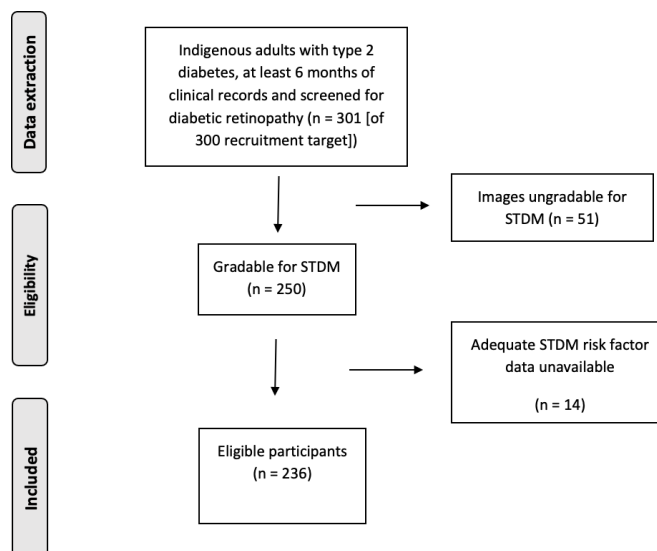 Data extraction
Indigenous adults with type 2
diabetes, at least 6 months of
clinical records and screened for
diabetic retinopathy (n = 301 [of
300 recruitment target])
Images ungradable for
STDM (n = 51)
Eligibility
Gradable for STDM
(n = 250)
Adequate STDM risk factor
data unavailable
(n = 14)
Included
Eligible participants
(n = 236)